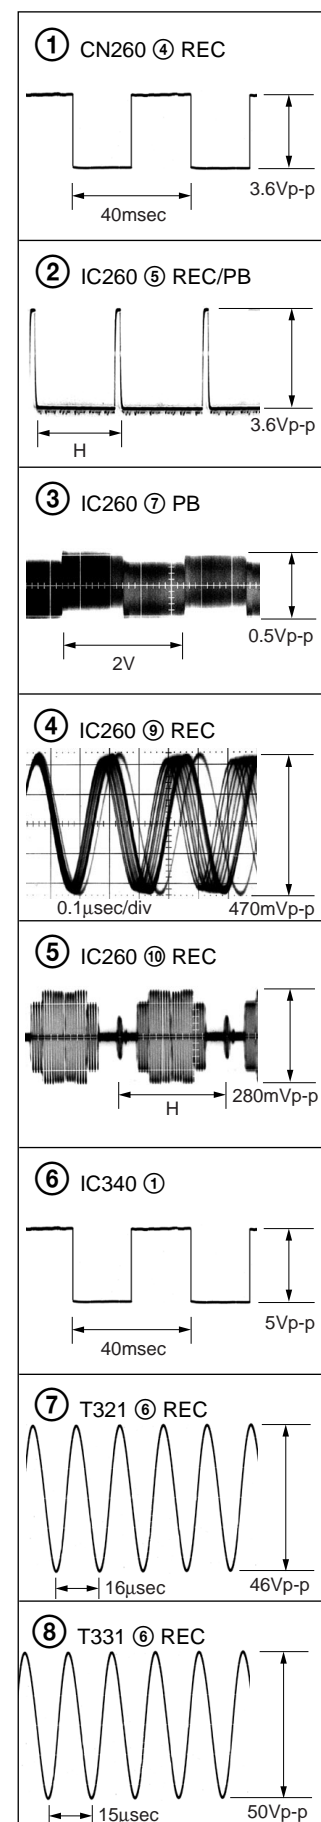 ① CN260 ④ REC
3.6Vp-p
40msec
② IC260 ⑤ REC/PB
3.6Vp-p
H
③ IC260 ⑦ PB
0.5Vp-p
2V
④ IC260 ⑨ REC
0.1μsec/div 470mVp-p
⑤ IC260 ⑩ REC
280mVp-p
H
⑥ IC340 ①
5Vp-p
40msec
⑦ T321 ⑥ REC
16μsec 46Vp-p
⑧ T331 ⑥ REC
15μsec 50Vp-p